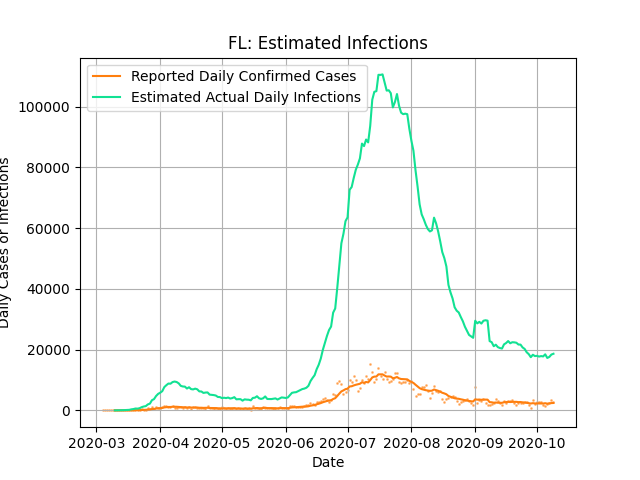 FL: Estimated Infections
Reported Daily Confirmed Cases
Estimated Actual Daily Infections
Daily Cases or Infections
100000
80000
60000
40000
20000
0
2020-03 2020-04 2020-05 2020-06 2020-07 2020-08 2020-09 2020-10
Date